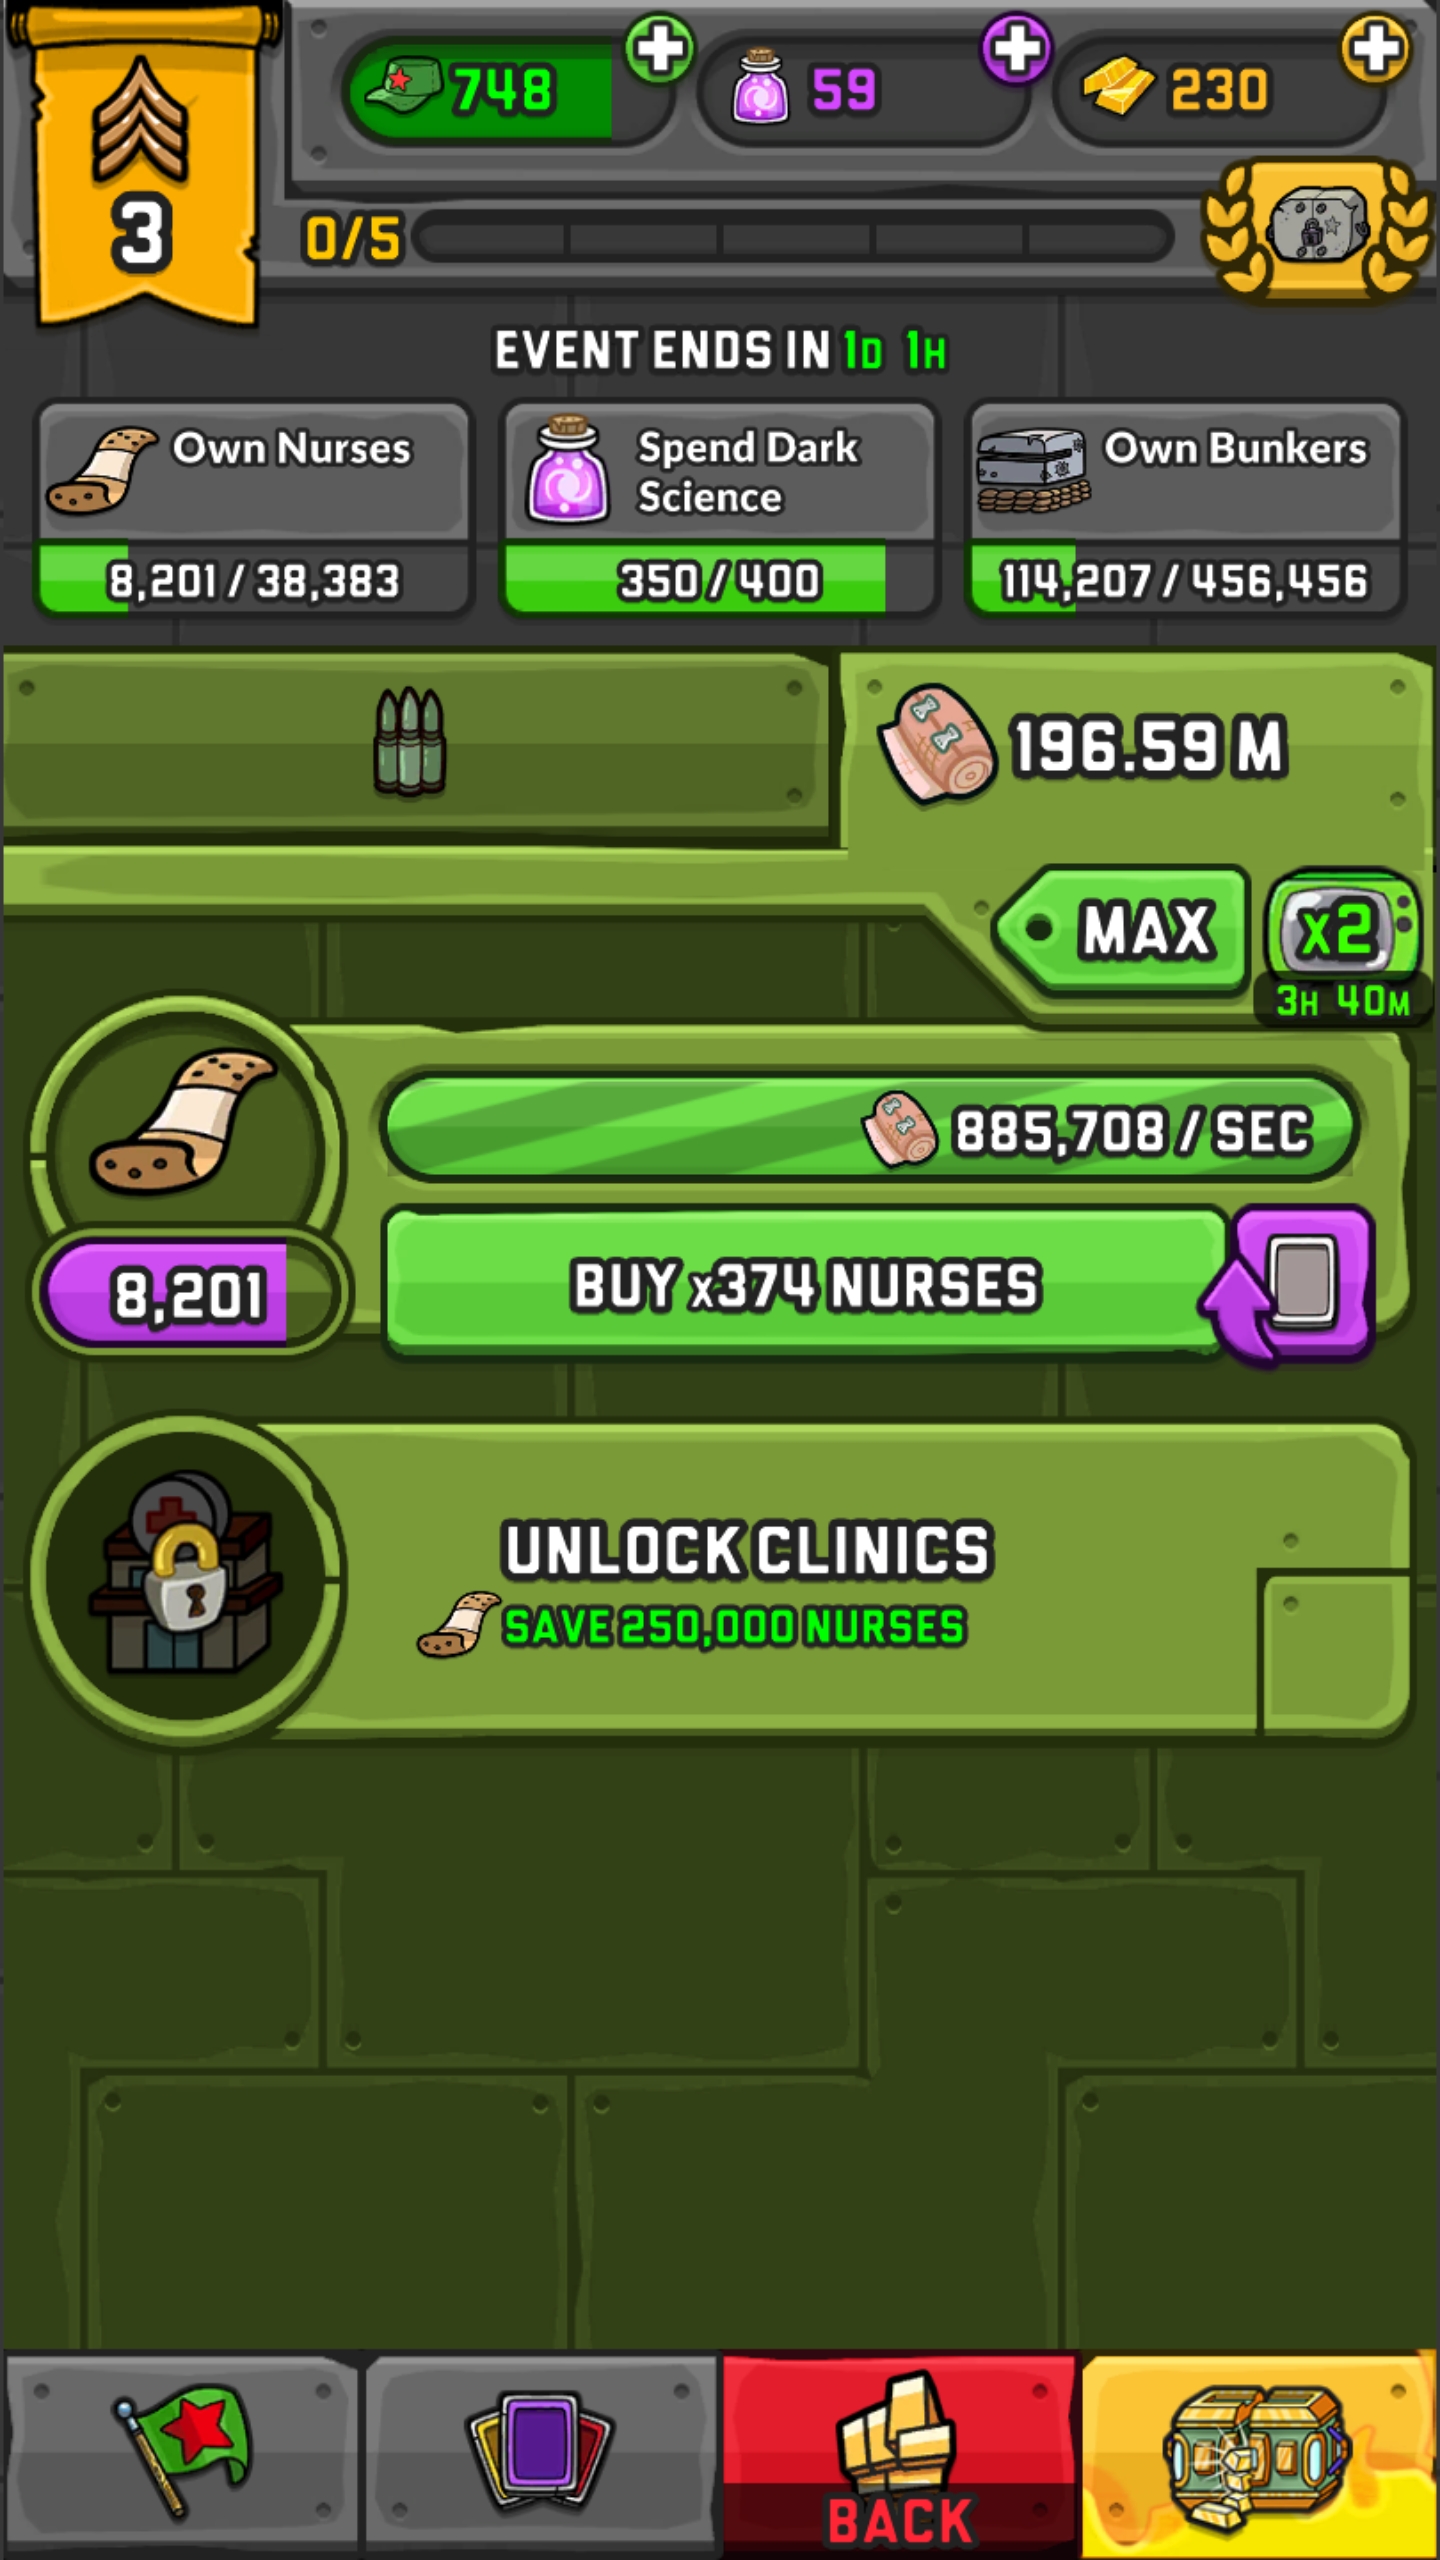 748
59
230
3
0/5
EVENT ENDS IN 1D 1H
Own Nurses
8,201 / 38,383
Spend Dark
Science
350 / 400
Own Bunkers
114,207 / 456,456
196.59 M
MAX
x2
3H 40M
885,708 / SEC
8,201
BUY x374 NURSES
UNLOCK CLINICS
SAVE 250,000 NURSES
BACK